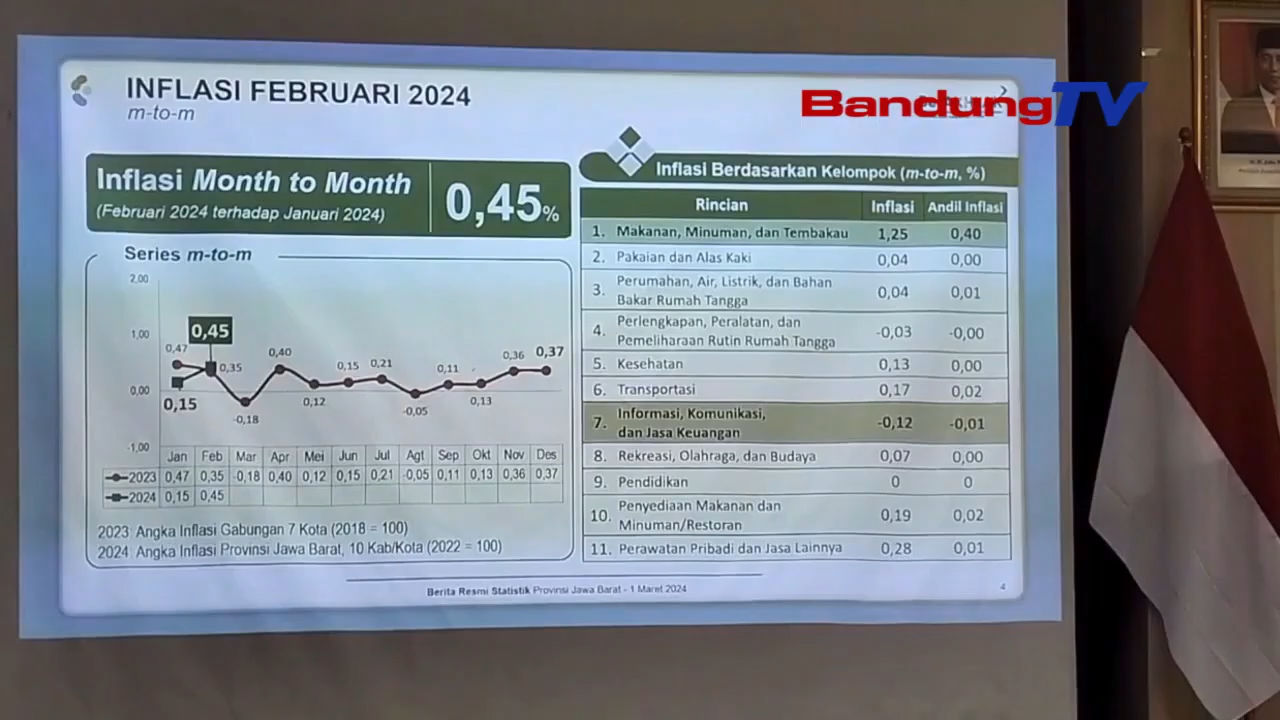 INFLASI FEBRUARI 2024
m-to-m
BandungTV
Inflasi Month to Month
(Februari 2024 terhadap Januari 2024)
0,45%
Series m-to-m
2,00
1,00
0,00
-1,00
0,47
0,45
0,35
0,15
-0,18
0,40
0,12
0,15
0,21
-0,05
0,11
0,13
0,36
0,37
Jan Feb Mar Apr Mei Jun Jul Agt Sep Okt Nov Des
2023 0,47 0,35 -0,18 0,40 0,12 0,15 0,21 -0,05 0,11 0,13 0,36 0,37
2024 0,15 0,45
2023: Angka Inflasi Gabungan 7 Kota (2018 = 100)
2024: Angka Inflasi Provinsi Jawa Barat, 10 Kab/Kota (2022 = 100)
Inflasi Berdasarkan Kelompok (m-to-m, %)
Rincian Inflasi Andil Inflasi
1. Makanan, Minuman, dan Tembakau 1,25 0,40
2. Pakaian dan Alas Kaki 0,04 0,00
3. Perumahan, Air, Listrik, dan Bahan
Bakar Rumah Tangga 0,04 0,01
4. Perlengkapan, Peralatan, dan
Pemeliharaan Rutin Rumah Tangga -0,03 -0,00
5. Kesehatan 0,13 0,00
6. Transportasi 0,17 0,02
7. Informasi, Komunikasi,
dan Jasa Keuangan -0,12 -0,01
8. Rekreasi, Olahraga, dan Budaya 0,07 0,00
9. Pendidikan 0 0
10. Penyediaan Makanan dan
Minuman/Restoran 0,19 0,02
11. Perawatan Pribadi dan Jasa Lainnya 0,28 0,01
Berita Resmi Statistik Provinsi Jawa Barat - 1 Maret 2024
4